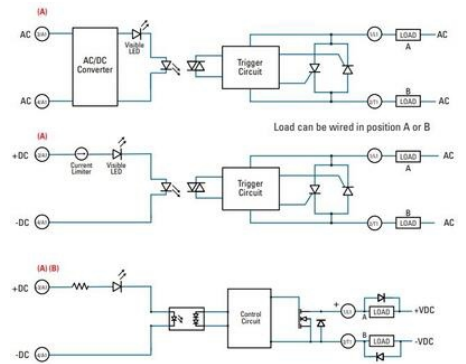 (A)
AC
Visible
LED
AC/DC
Converter
AC
Trigger
Circuit
LOAD
AC
A
B
LOAD
AC
Load can be wired in position A or B
(A)
+DC
Current
Limiter
Visible
LED
-DC
Trigger
Circuit
LOAD
AC
A
B
LOAD
AC
(A) (B)
+DC
-DC
Control
Circuit
+
A
LOAD
+VDC
B
LOAD
-VDC